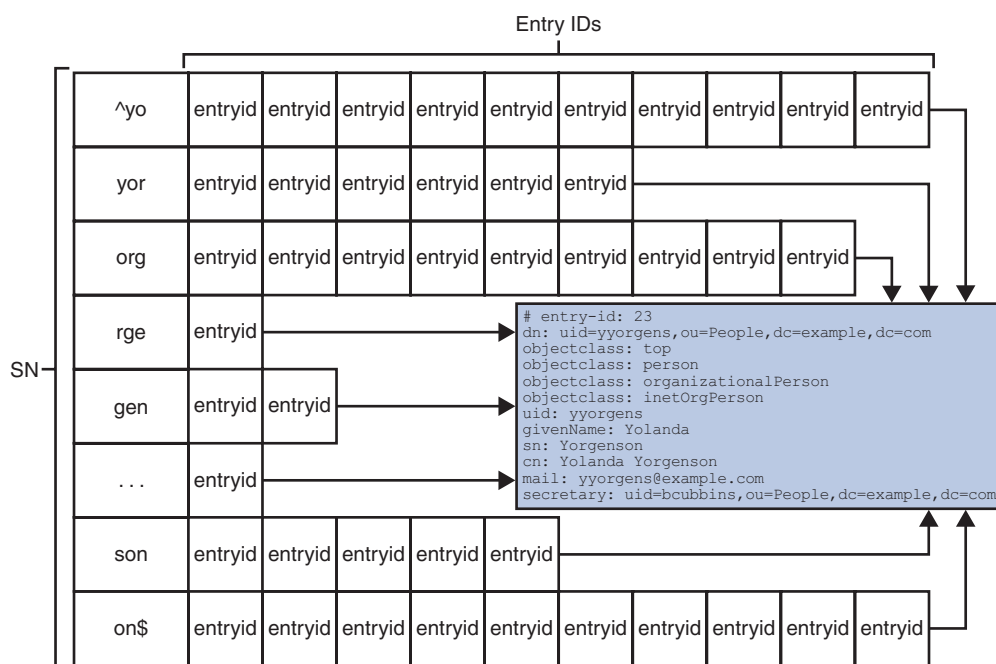 Entry IDs
SN
^yo entryid entryid entryid entryid entryid entryid entryid entryid entryid entryid
yor entryid entryid entryid entryid entryid entryid
org entryid entryid entryid entryid entryid entryid entryid entryid entryid
rge entryid
gen entryid entryid
... entryid
son entryid entryid entryid entryid entryid
on$ entryid entryid entryid entryid entryid entryid entryid entryid entryid entryid
# entry-id: 23
dn: uid=yyorgens,ou=People,dc=example,dc=com
objectclass: top
objectclass: person
objectclass: organizationalPerson
objectclass: inetOrgPerson
uid: yyorgens
givenName: Yolanda
sn: Yorgenson
cn: Yolanda Yorgenson
mail: yyorgens@example.com
secretary: uid=bcubbins,ou=People,dc=example,dc=com